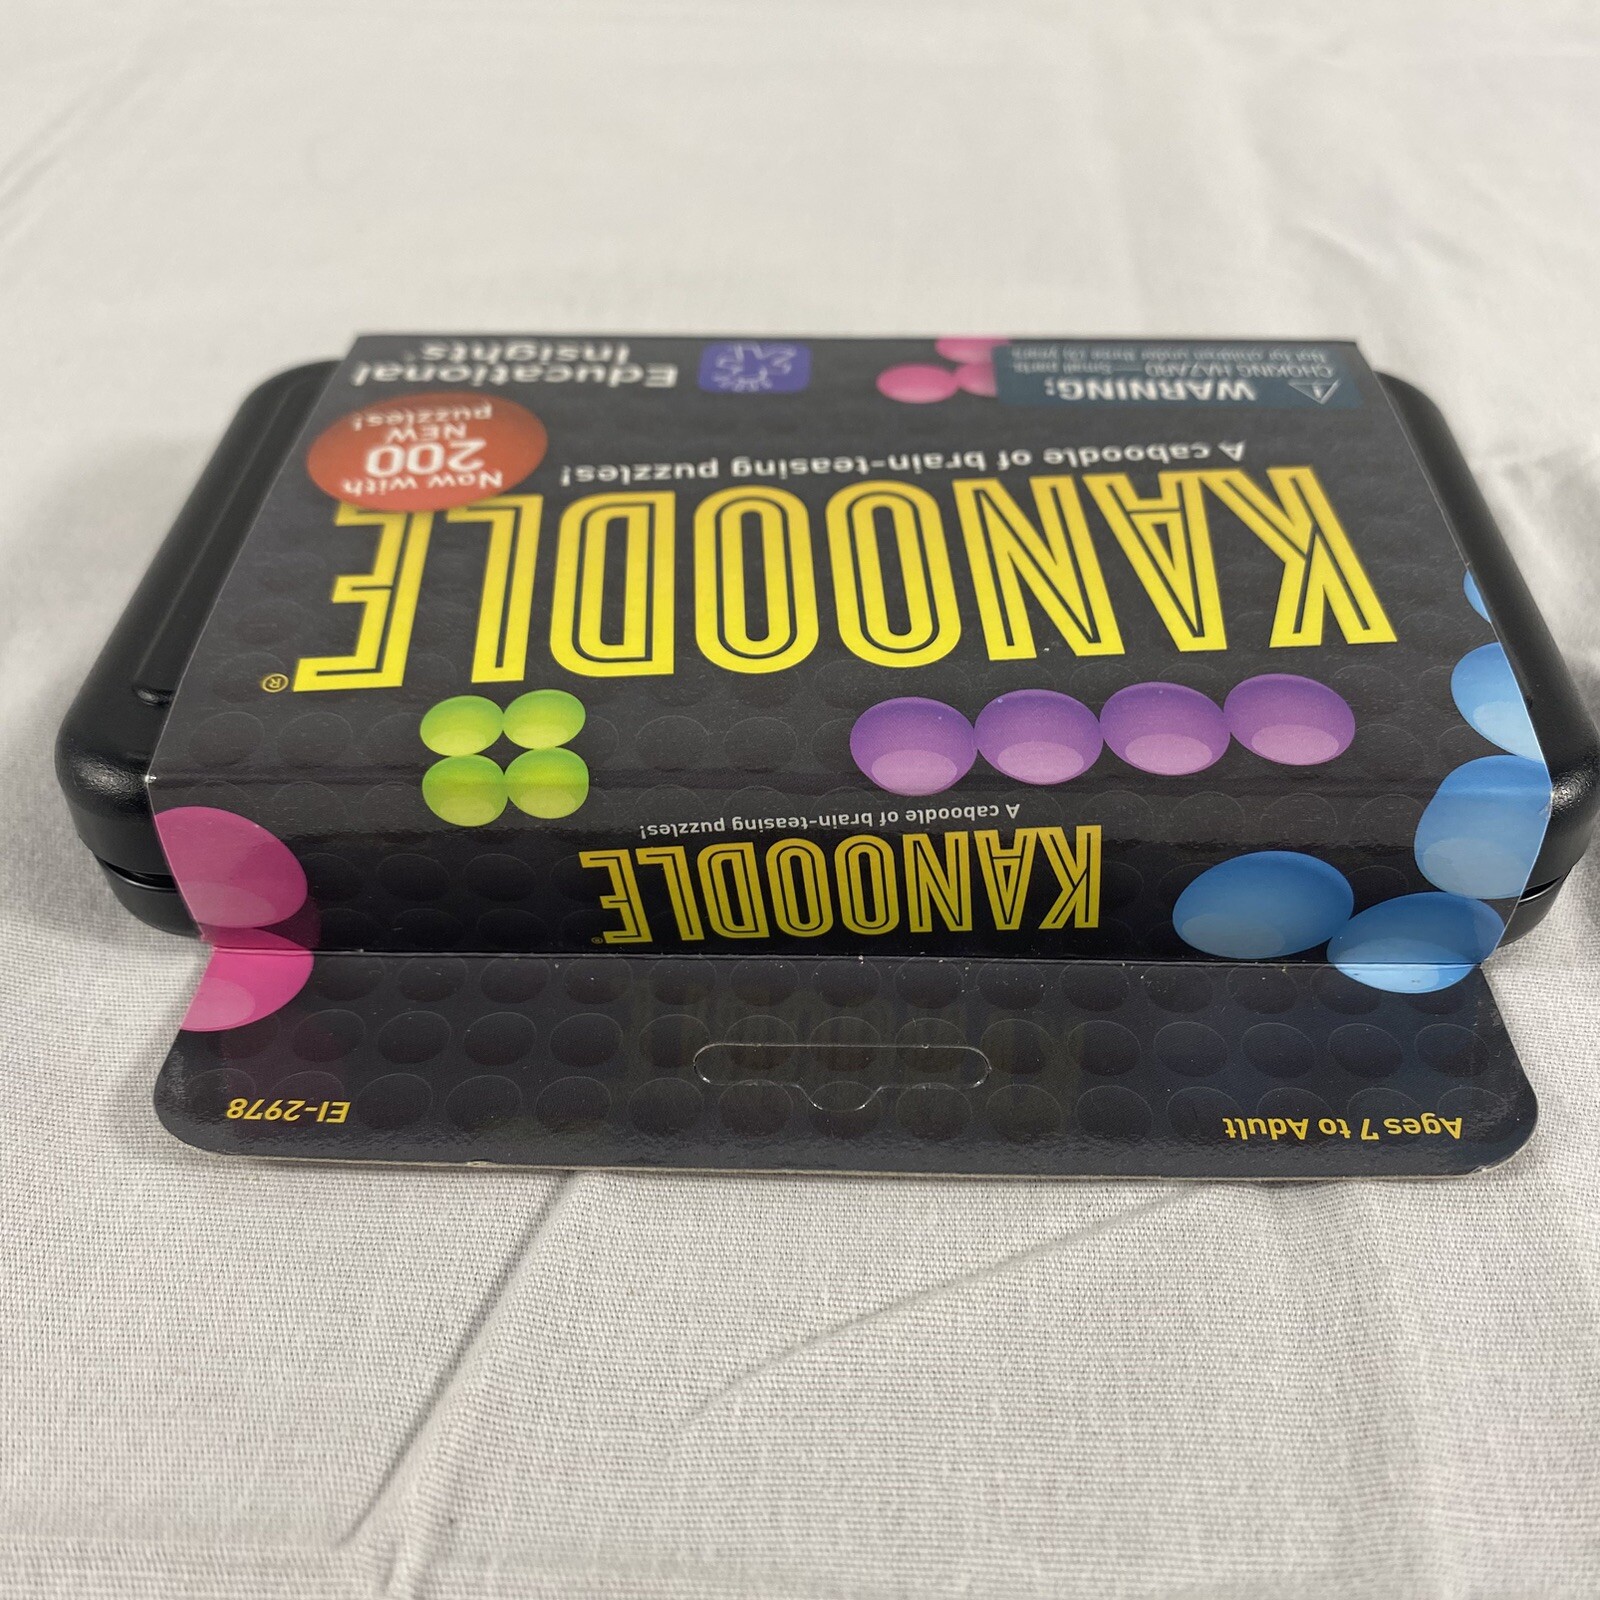 Ages 7 to Adult
EI-2978
KANOODLE®
A caboodle of brain-teasing puzzles!
KANOODLE®
A caboodle of brain-teasing puzzles!
Now with
200
NEW
puzzles!
WARNING:
CHOKING HAZARD — Small parts
Not for children under three (3) years
Educational
Insights®